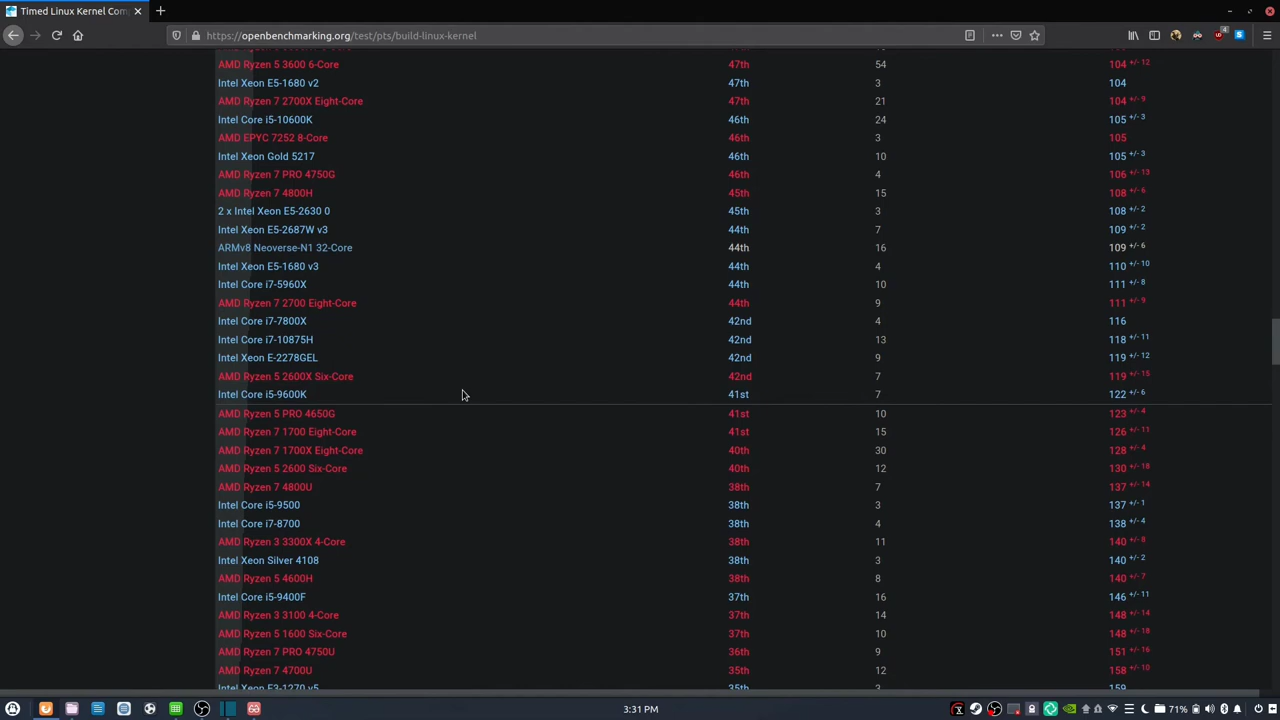 Timed Linux Kernel Com
https://openbenchmarking.org/test/pts/build-linux-kernel
AMD Ryzen 5 3600 6-Core 47th 54 104 +/- 12
Intel Xeon E5-1680 v2 47th 3 104
AMD Ryzen 7 2700X Eight-Core 47th 21 104 +/- 9
Intel Core i5-10600K 46th 24 105 +/- 3
AMD EPYC 7252 8-Core 46th 3 105
Intel Xeon Gold 5217 46th 10 105 +/- 3
AMD Ryzen 7 PRO 4750G 46th 4 106 +/- 13
AMD Ryzen 7 4800H 45th 15 108 +/- 6
2 x Intel Xeon E5-2630 0 45th 3 108 +/- 2
Intel Xeon E5-2687W v3 44th 7 109 +/- 2
ARMv8 Neoverse-N1 32-Core 44th 16 109 +/- 6
Intel Xeon E5-1680 v3 44th 4 110 +/- 10
Intel Core i7-5960X 44th 10 111 +/- 8
AMD Ryzen 7 2700 Eight-Core 44th 9 111 +/- 9
Intel Core i7-7800X 42nd 4 116
Intel Core i7-10875H 42nd 13 118 +/- 11
Intel Xeon E-2278GEL 42nd 9 119 +/- 12
AMD Ryzen 5 2600X Six-Core 42nd 7 119 +/- 15
Intel Core i5-9600K 41st 7 122 +/- 6
AMD Ryzen 5 PRO 4650G 41st 10 123 +/- 4
AMD Ryzen 7 1700 Eight-Core 41st 15 126 +/- 11
AMD Ryzen 7 1700X Eight-Core 40th 30 128 +/- 4
AMD Ryzen 5 2600 Six-Core 40th 12 130 +/- 18
AMD Ryzen 7 4800U 38th 7 137 +/- 14
Intel Core i5-9500 38th 3 137 +/- 1
Intel Core i7-8700 38th 4 138 +/- 4
AMD Ryzen 3 3300X 4-Core 38th 11 140 +/- 8
Intel Xeon Silver 4108 38th 3 140 +/- 2
AMD Ryzen 5 4600H 38th 8 140 +/- 7
Intel Core i5-9400F 37th 16 146 +/- 11
AMD Ryzen 3 3100 4-Core 37th 14 148 +/- 14
AMD Ryzen 5 1600 Six-Core 37th 10 148 +/- 18
AMD Ryzen 7 PRO 4750U 36th 9 151 +/- 16
AMD Ryzen 7 4700U 35th 12 158 +/- 10
Intel Xeon E3-1270 v5 35th 3 159
3:31 PM
71%